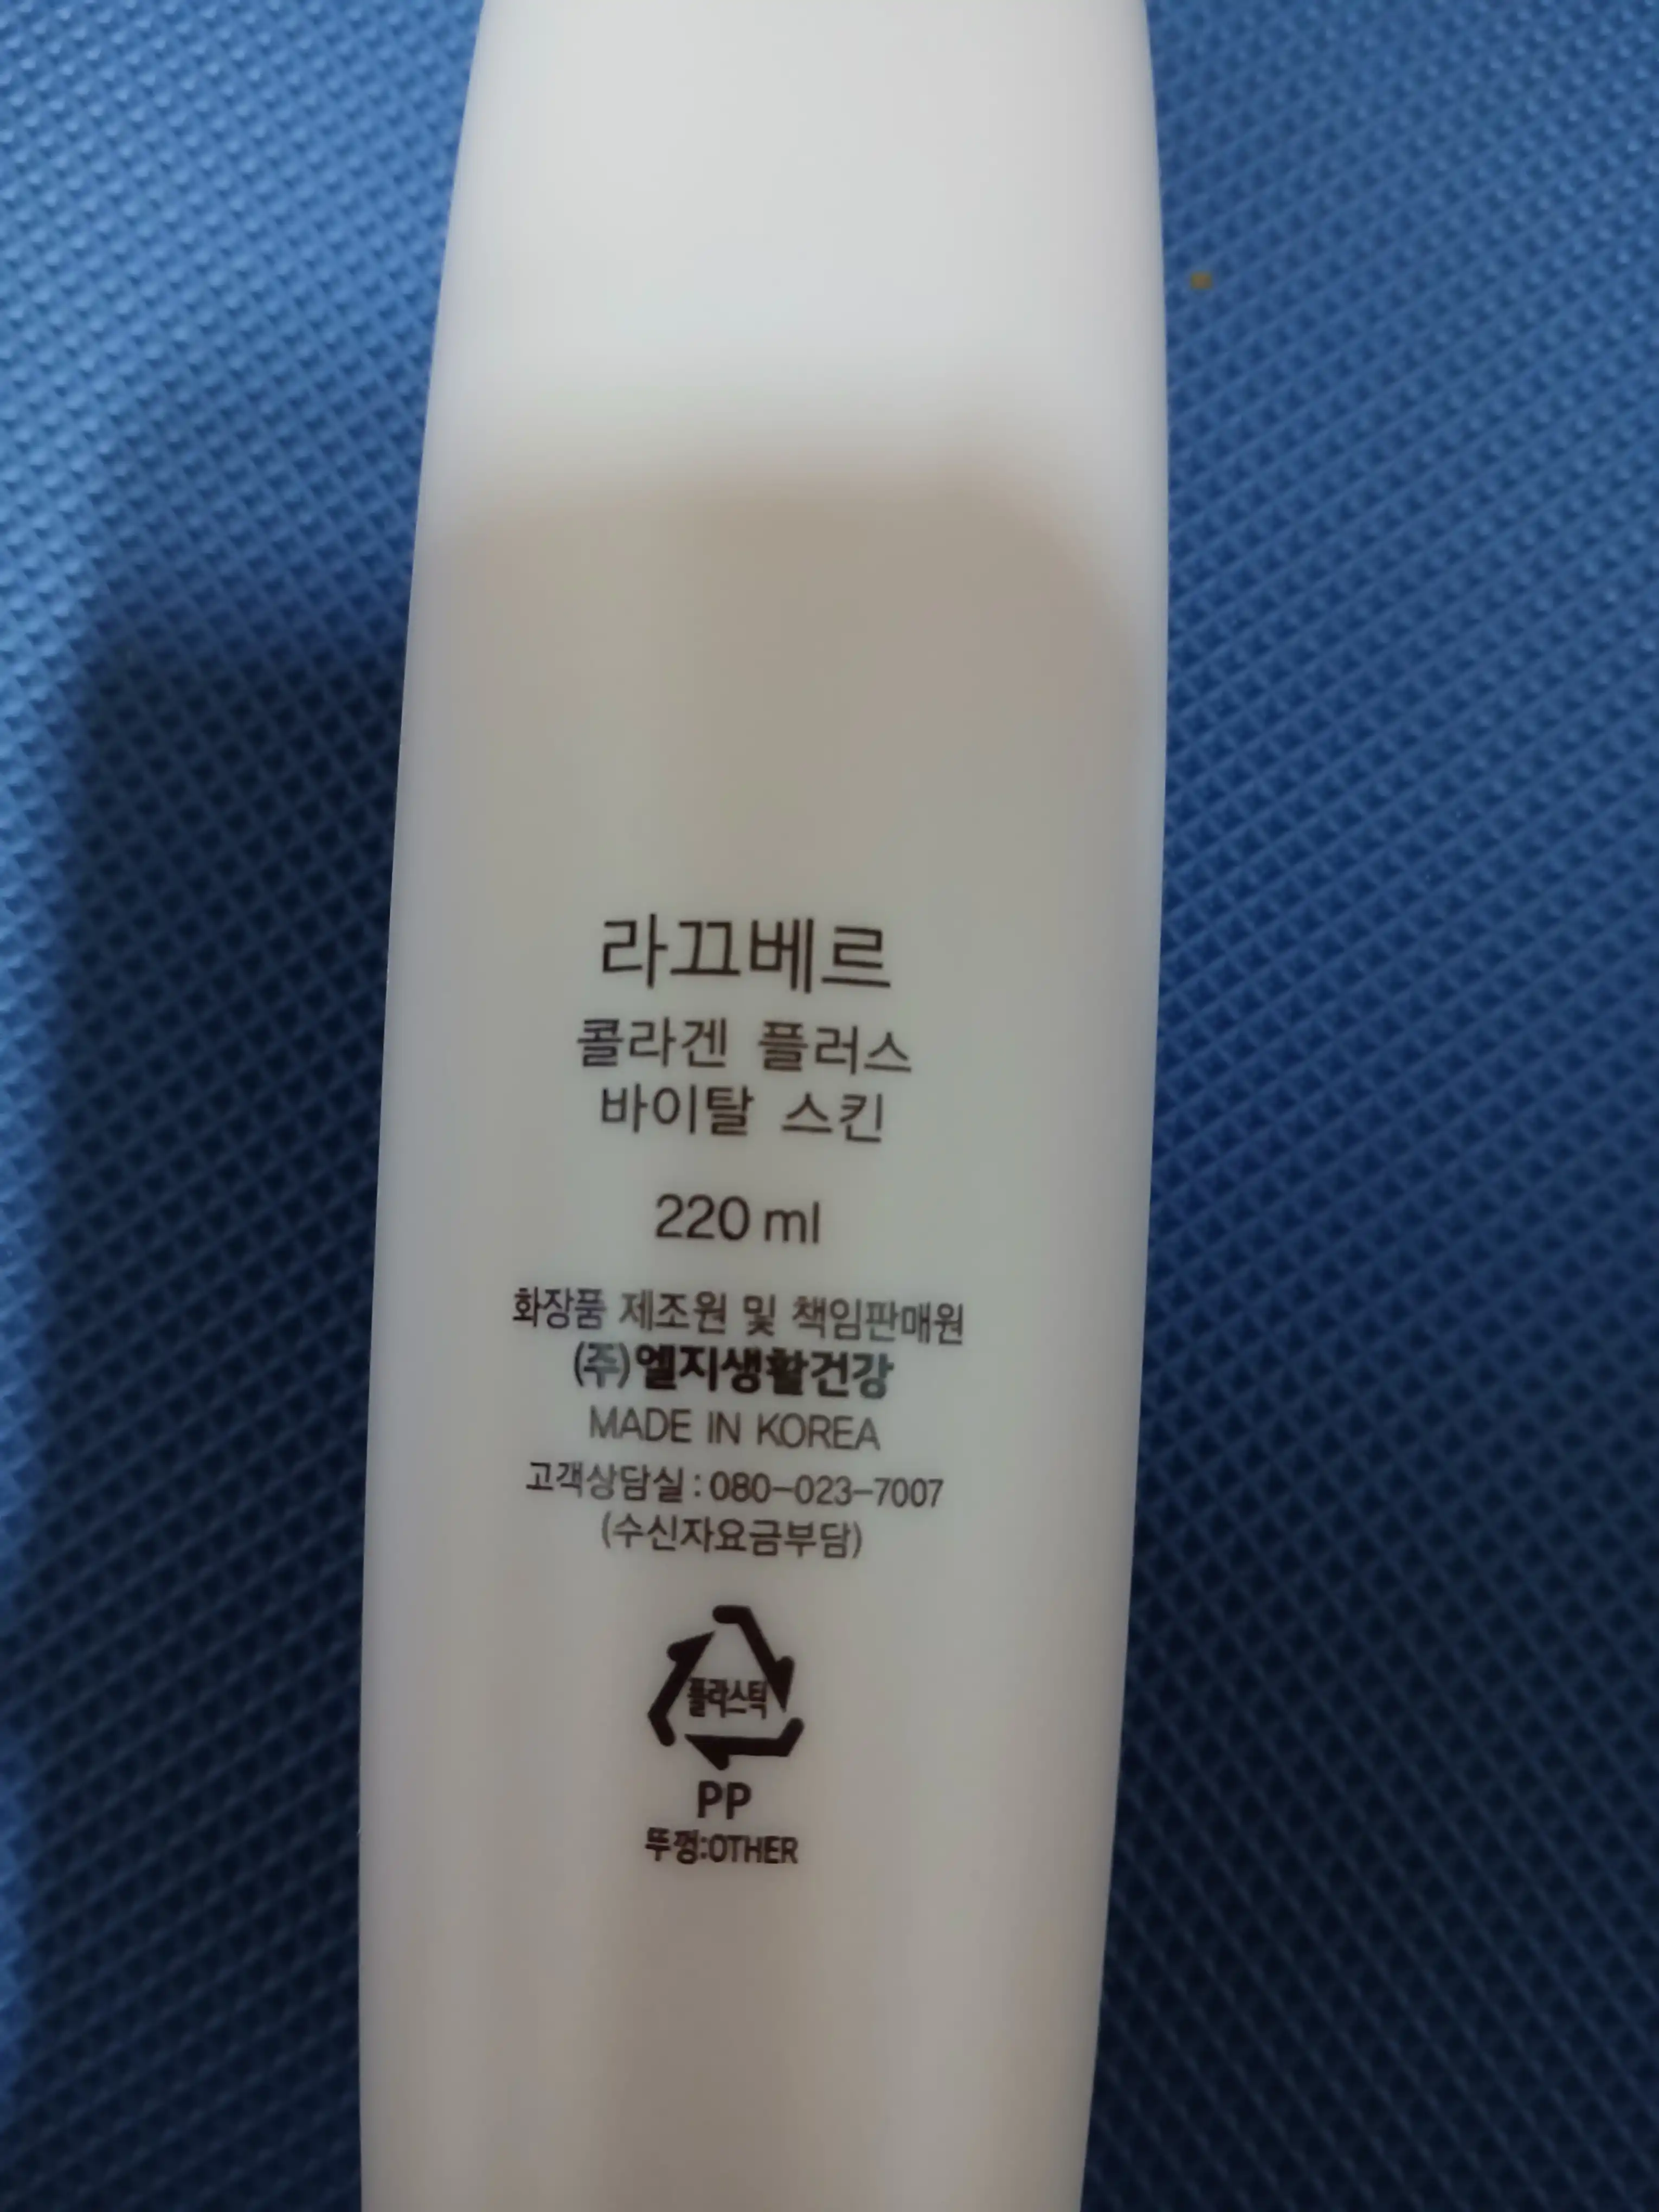 라끄베르
콜라겐 플러스
바이탈 스킨
220 ml
화장품 제조원 및 책임판매원
(주)엘지생활건강
MADE IN KOREA
고객상담실 : 080-023-7007
(수신자요금부담)
플라스틱
PP
뚜껑:OTHER